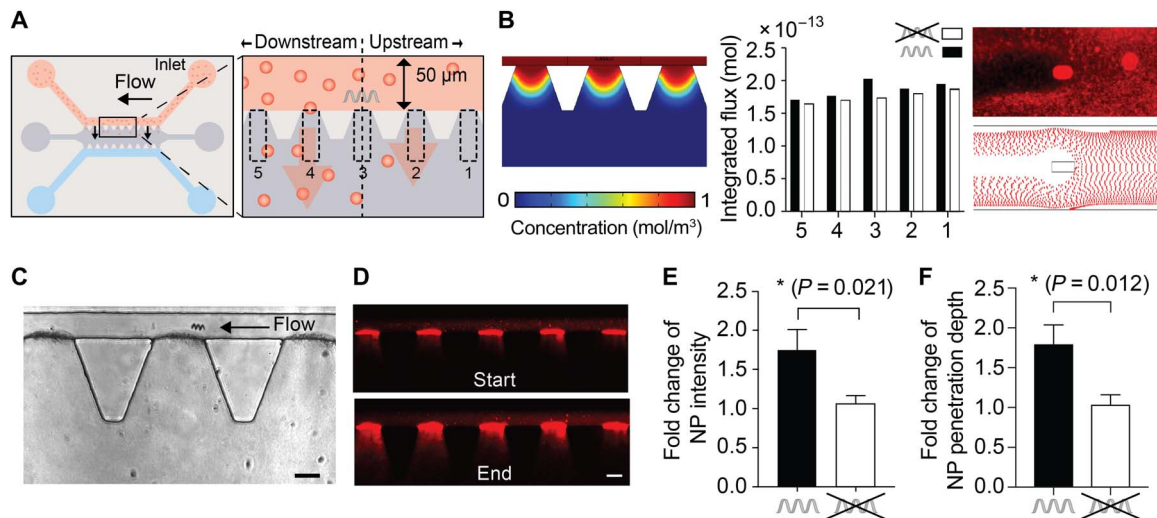 A
Inlet
Flow
Downstream
Upstream
50 μm
5
4
3
2
1
B
0
1
Concentration (mol/m³)
Integrated flux (mol)
× 10⁻¹³
2.5
2.0
1.5
1.0
0.5
0.0
5 4 3 2 1
C
Flow
D
Start
End
E
* (P = 0.021)
Fold change of
NP intensity
2.5
2.0
1.5
1.0
0.5
0.0
F
* (P = 0.012)
Fold change of
NP penetration depth
2.5
2.0
1.5
1.0
0.5
0.0